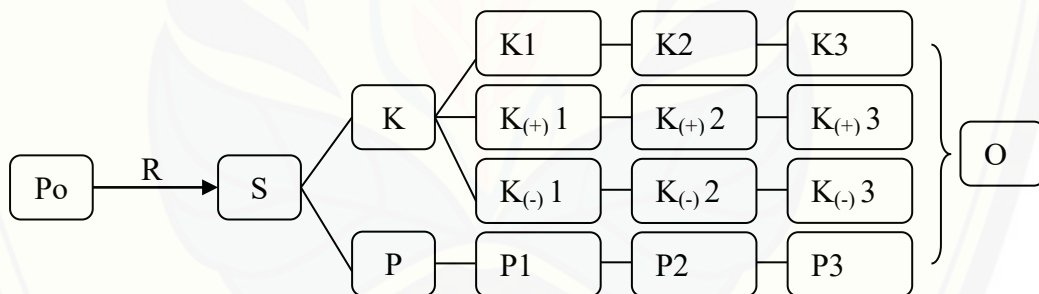 K1 K2 K3
K
K(+) 1 K(+) 2 K(+) 3
Po R S O
K(-) 1 K(-) 2 K(-) 3
P P1 P2 P3